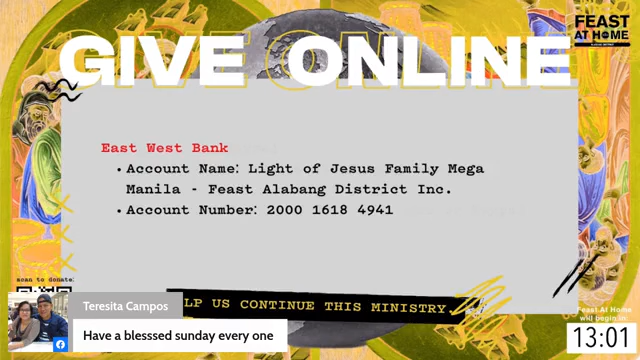 FEAST
AT HOME
GIVE ONLINE
East West Bank
• Account Name: Light of Jesus Family Mega
Manila - Feast Alabang District Inc.
• Account Number: 2000 1618 4941
scan to donate:
LP US CONTINUE THIS MINISTRY.
Teresita Campos
Have a blesssed sunday every one
Feast At Home
will begin in:
13:01